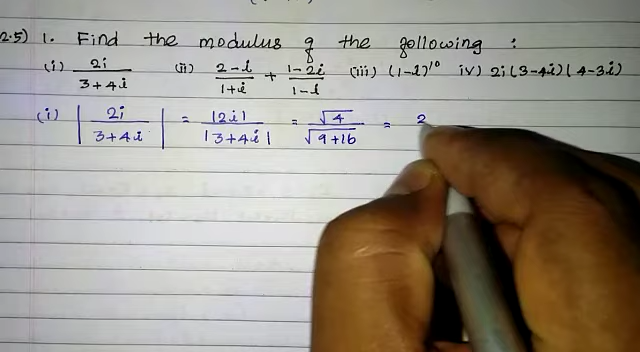 2.5) 1. Find the modulus of the following :
(i) 2i / 3+4i (ii) 2-i / 1+i + 1-2i / 1-i (iii) (1-i)^10 iv) 2i(3-4i)(4-3i)
(i) | 2i / 3+4i | = |2i| / |3+4i| = √4 / √9+16 = 2